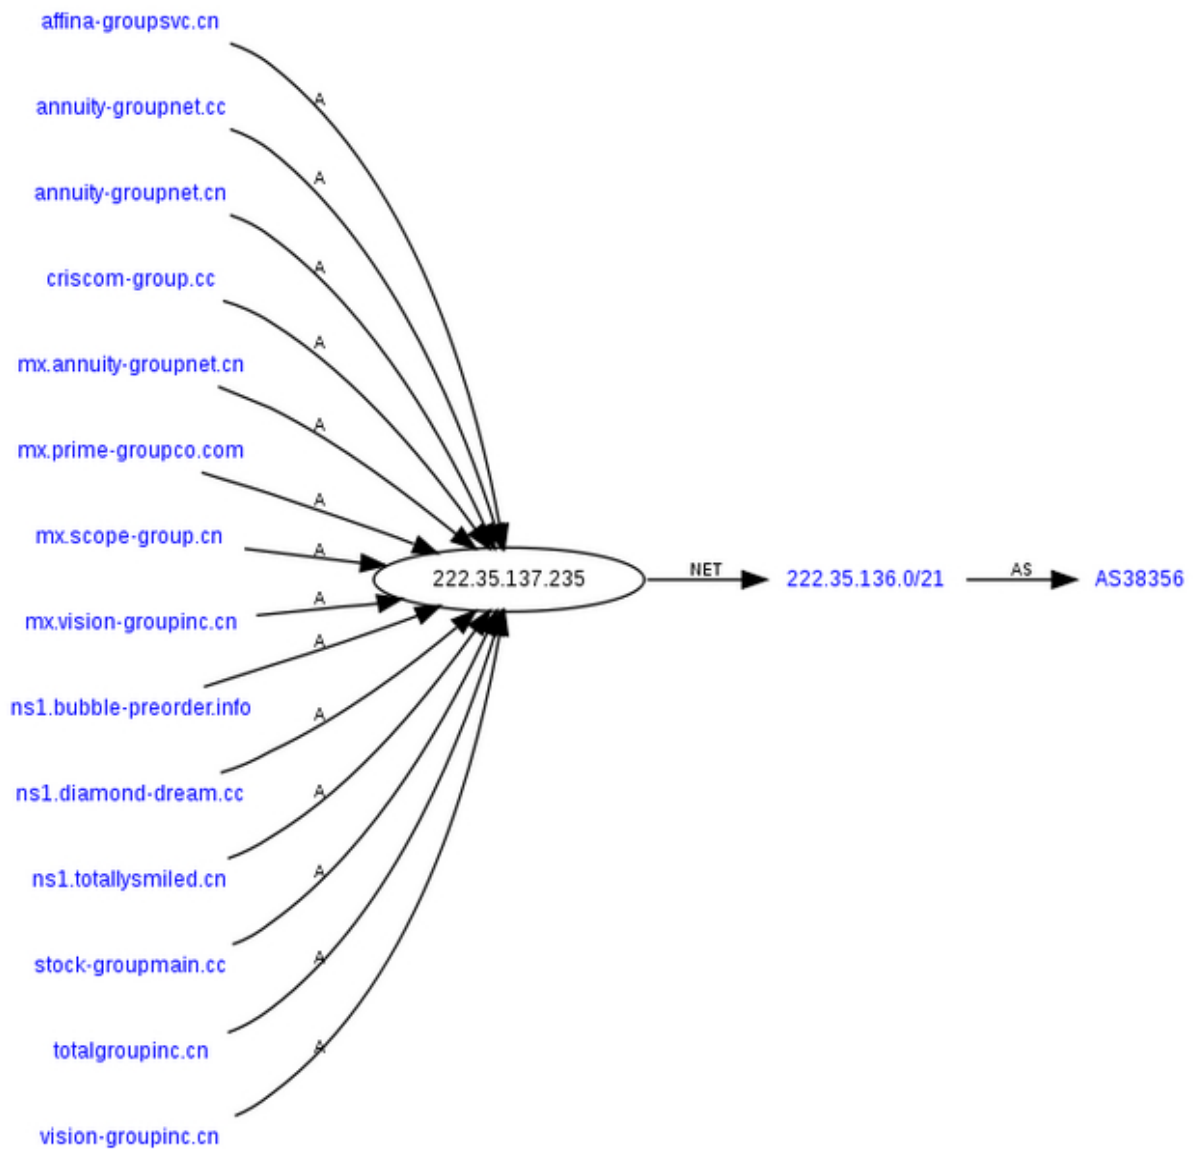 affina-groupsvc.cn
A
annuity-groupnet.cc
A
annuity-groupnet.cn
A
criscom-group.cc
A
mx.annuity-groupnet.cn
A
mx.prime-groupco.com
A
mx.scope-group.cn
A
222.35.137.235
NET
222.35.136.0/21
AS
AS38356
A
mx.vision-groupinc.cn
A
ns1.bubble-preorder.info
A
ns1.diamond-dream.cc
A
ns1.totallysmiled.cn
A
stock-groupmain.cc
A
totalgroupinc.cn
A
vision-groupinc.cn